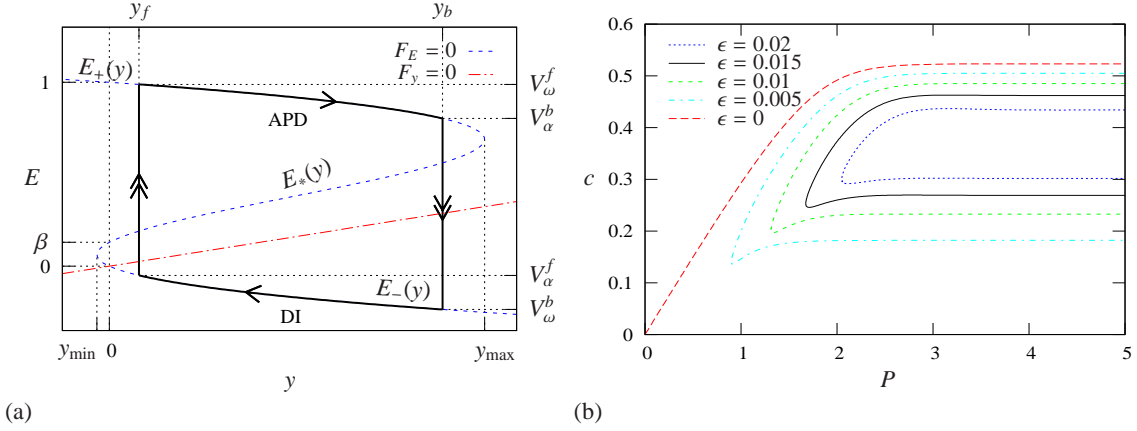 y_f
y_b
F_E = 0
F_y = 0
E_+(y)
1
V_ω^f
V_α^b
APD
E
E_*(y)
β
0
V_α^f
E_-(y)
V_ω^b
DI
y_min
0
y_max
y
(a)
0.6
ϵ = 0.02
ϵ = 0.015
ϵ = 0.01
ϵ = 0.005
ϵ = 0
0.5
0.4
c
0.3
0.2
0.1
0
0
1
2
3
4
5
P
(b)